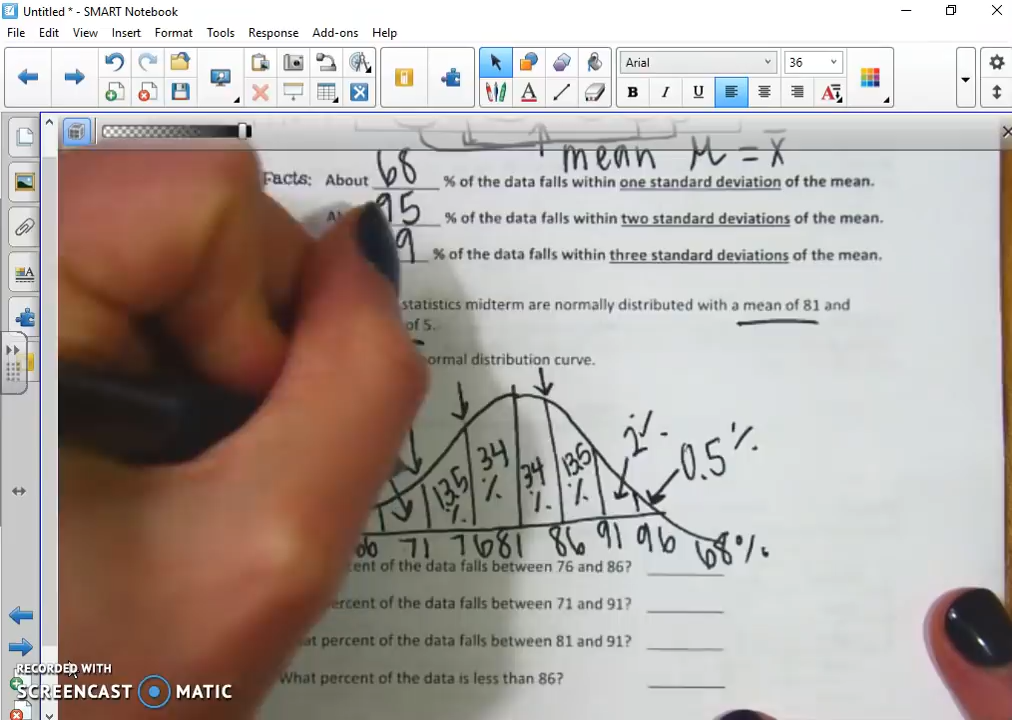 Untitled * - SMART Notebook
File Edit View Insert Format Tools Response Add-ons Help
Arial 36
B I U A
mean μ = x̄
Facts: About 68 % of the data falls within one standard deviation of the mean.
95 % of the data falls within two standard deviations of the mean.
9 % of the data falls within three standard deviations of the mean.
statistics midterm are normally distributed with a mean of 81 and
of 5.
normal distribution curve.
2%
0.5%
13.5% 34% 34% 13.5%
66 71 76 81 86 91 96 68%
cent of the data falls between 76 and 86?
percent of the data falls between 71 and 91?
at percent of the data falls between 81 and 91?
What percent of the data is less than 86?
RECORDED WITH
SCREENCAST MATIC